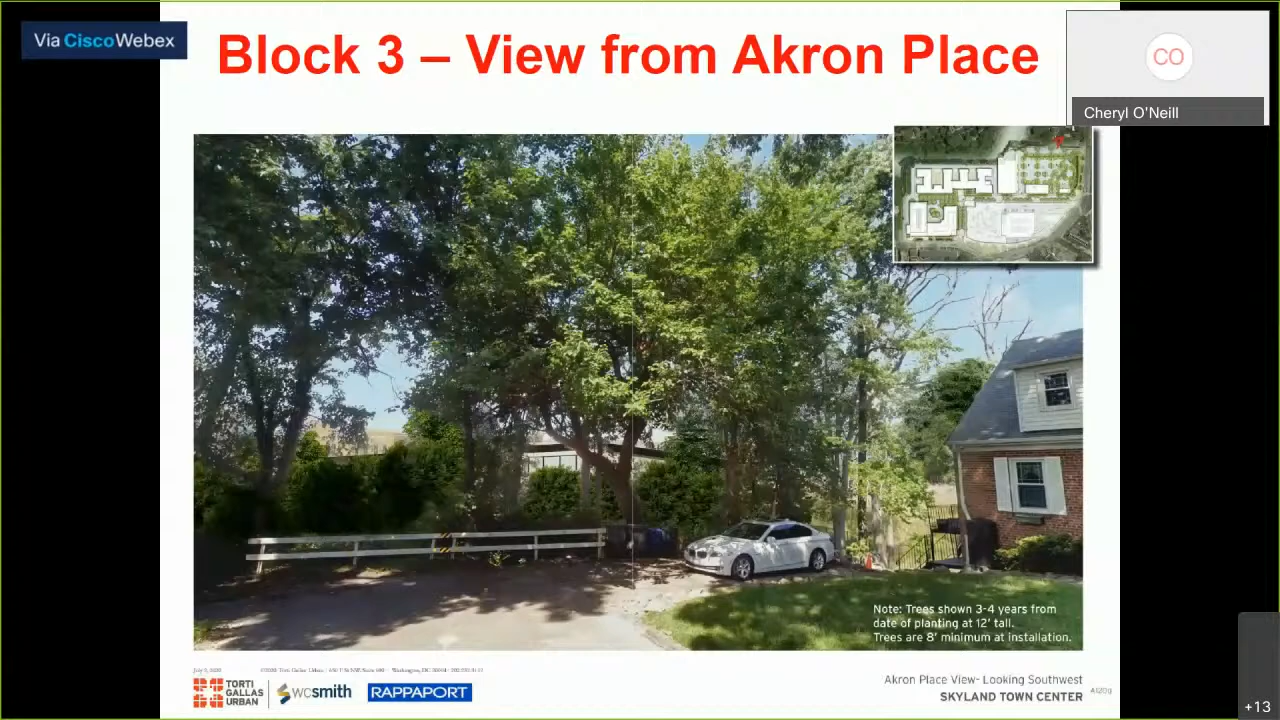 Via Cisco Webex
Block 3 – View from Akron Place
CO
Cheryl O'Neill
Note: Trees shown 3-4 years from
date of planting at 12' tall.
Trees are 8' minimum at installation.
TORTI
GALLAS
URBAN
wcsmith
RAPPAPORT
Akron Place View- Looking Southwest
SKYLAND TOWN CENTER
+13